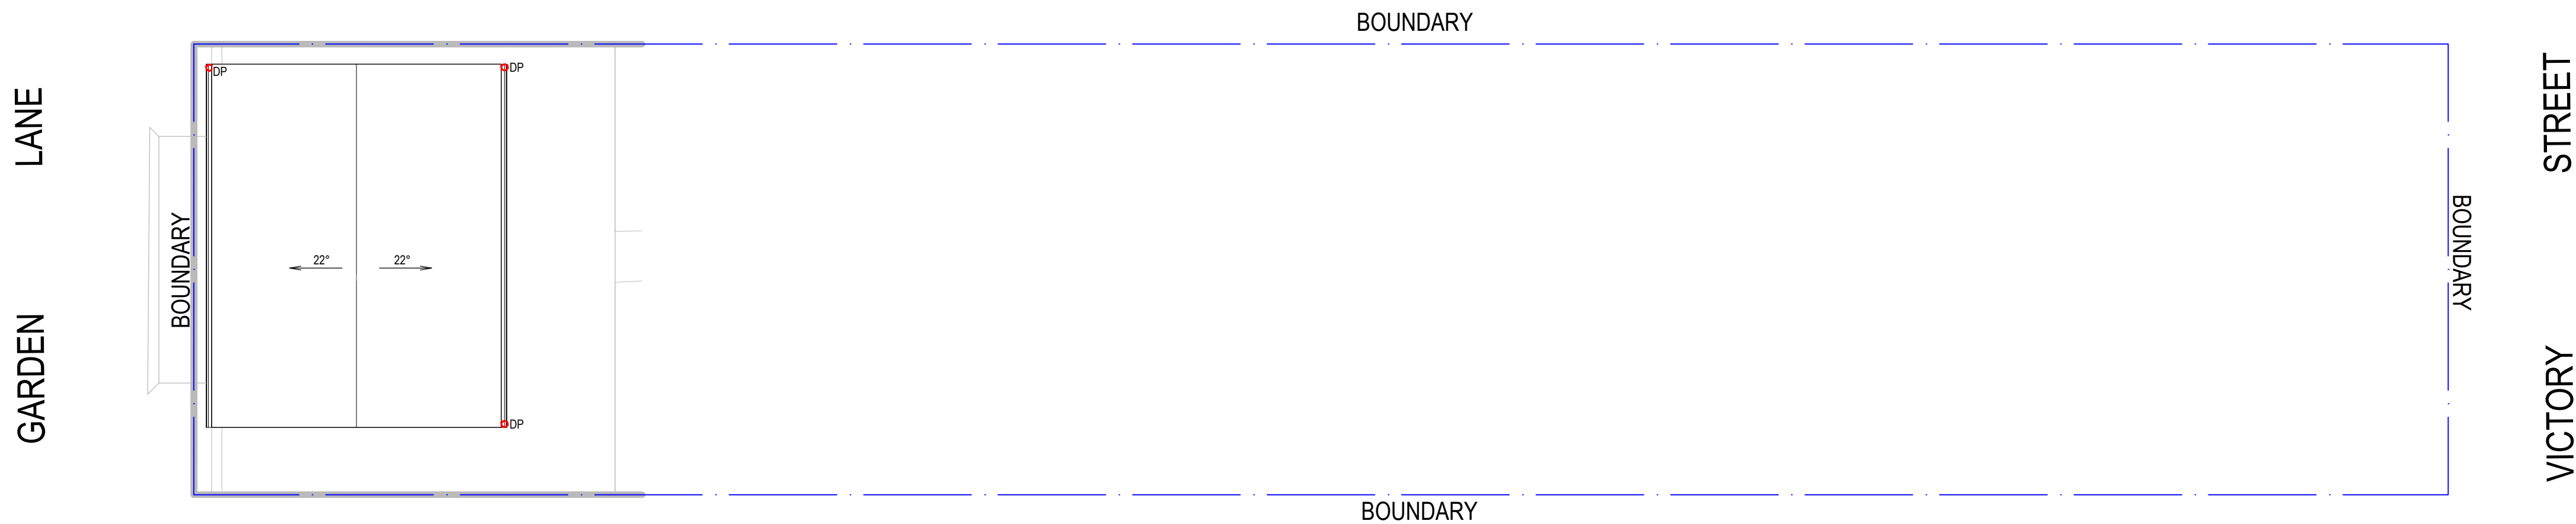 BOUNDARY
GARDEN LANE
BOUNDARY
DP
DP
22°
22°
DP
BOUNDARY
VICTORY STREET
BOUNDARY